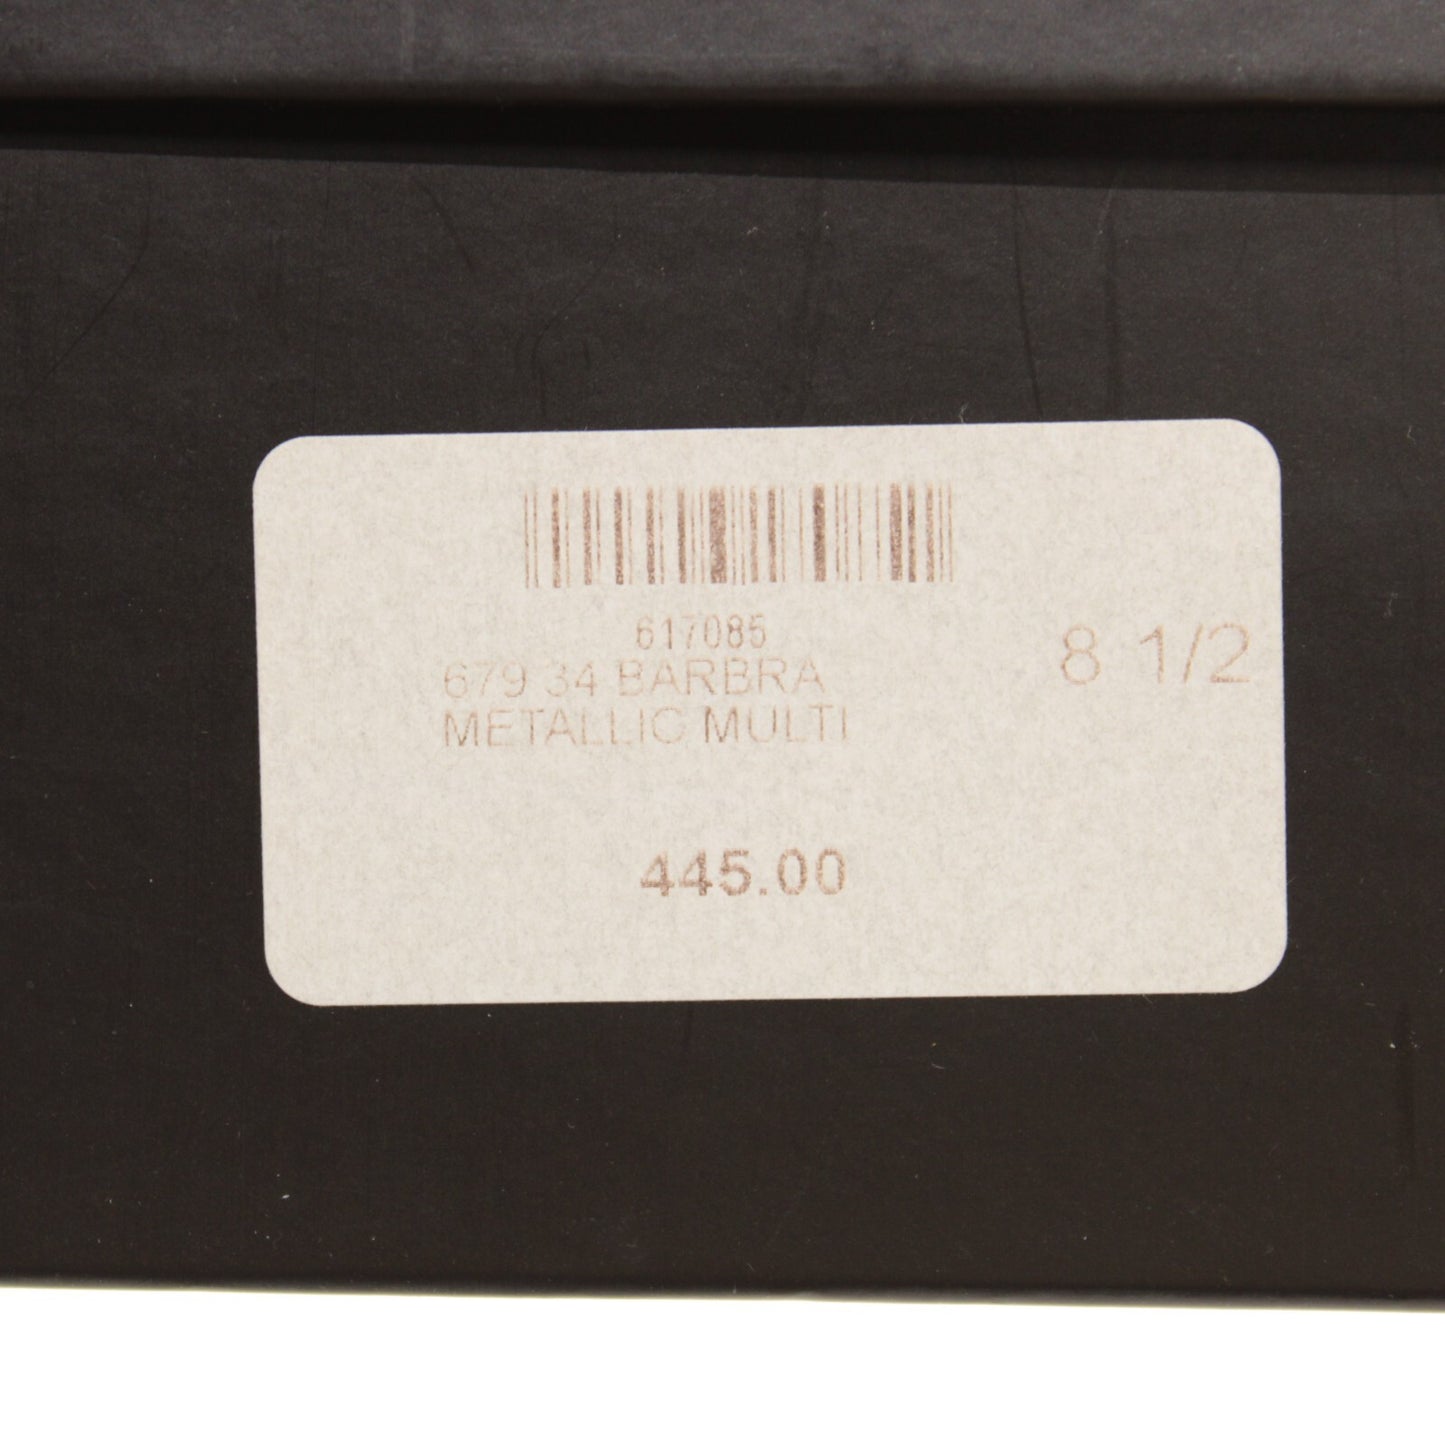 617085
679 34 BARBRA
METALLIC MULTI
8 1/2
445.00